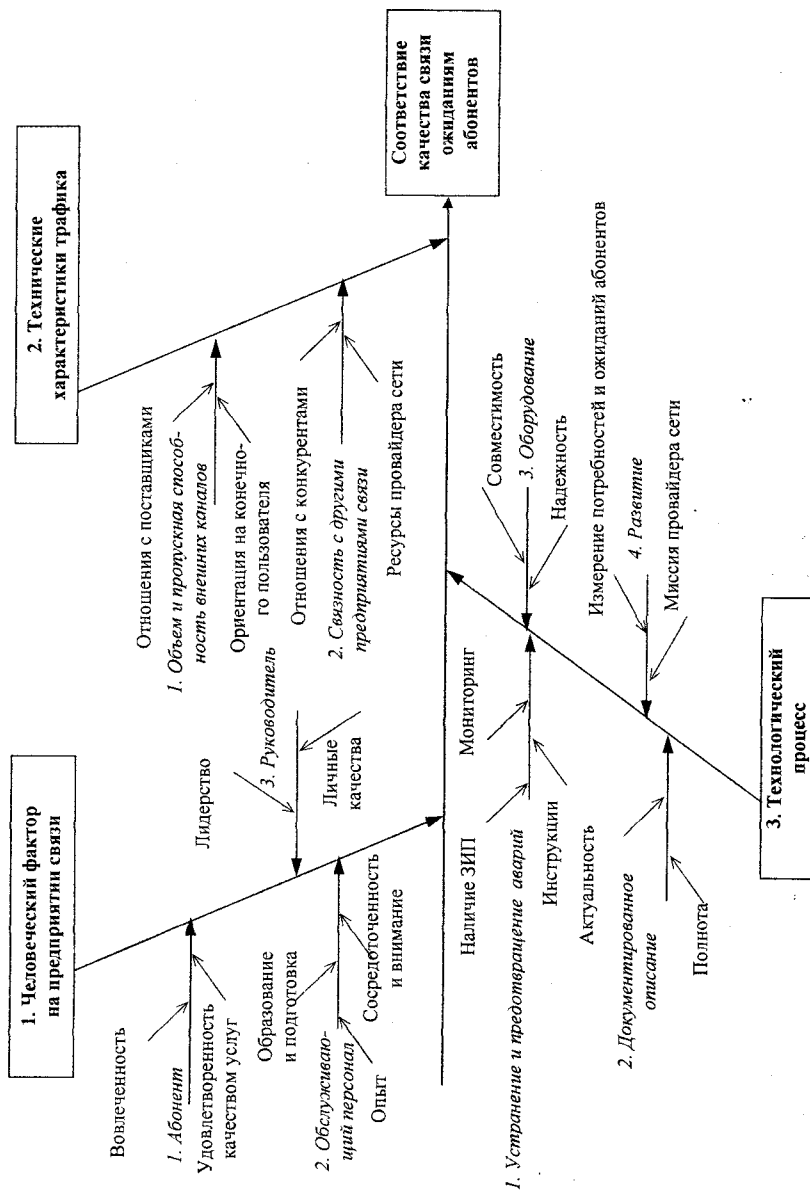 1. Человеческий фактор
на предприятии связи
2. Технические
характеристики трафика
Вовлеченность
1. Абонент
Удовлетворенность
качеством услуг
Лидерство
3. Руководитель
Личные
качества
Образование
и подготовка
2. Обслуживаю-
щий персонал
Сосредоточенность
и внимание
Опыт
Отношения с поставщиками
1. Объем и пропускная способ-
ность внешних каналов
Ориентация на конечно-
го пользователя
Отношения с конкурентами
2. Связность с другими
предприятиями связи
Ресурсы провайдера сети
Соответствие
качества связи
ожиданиям
абонентов
Наличие ЗИП
Мониторинг
1. Устранение и предотвращение аварий
Инструкции
Совместимость
3. Оборудование
Надежность
Актуальность
2. Документированное
описание
Полнота
Измерение потребностей и ожиданий абонентов
4. Развитие
Миссия провайдера сети
3. Технологический
процесс